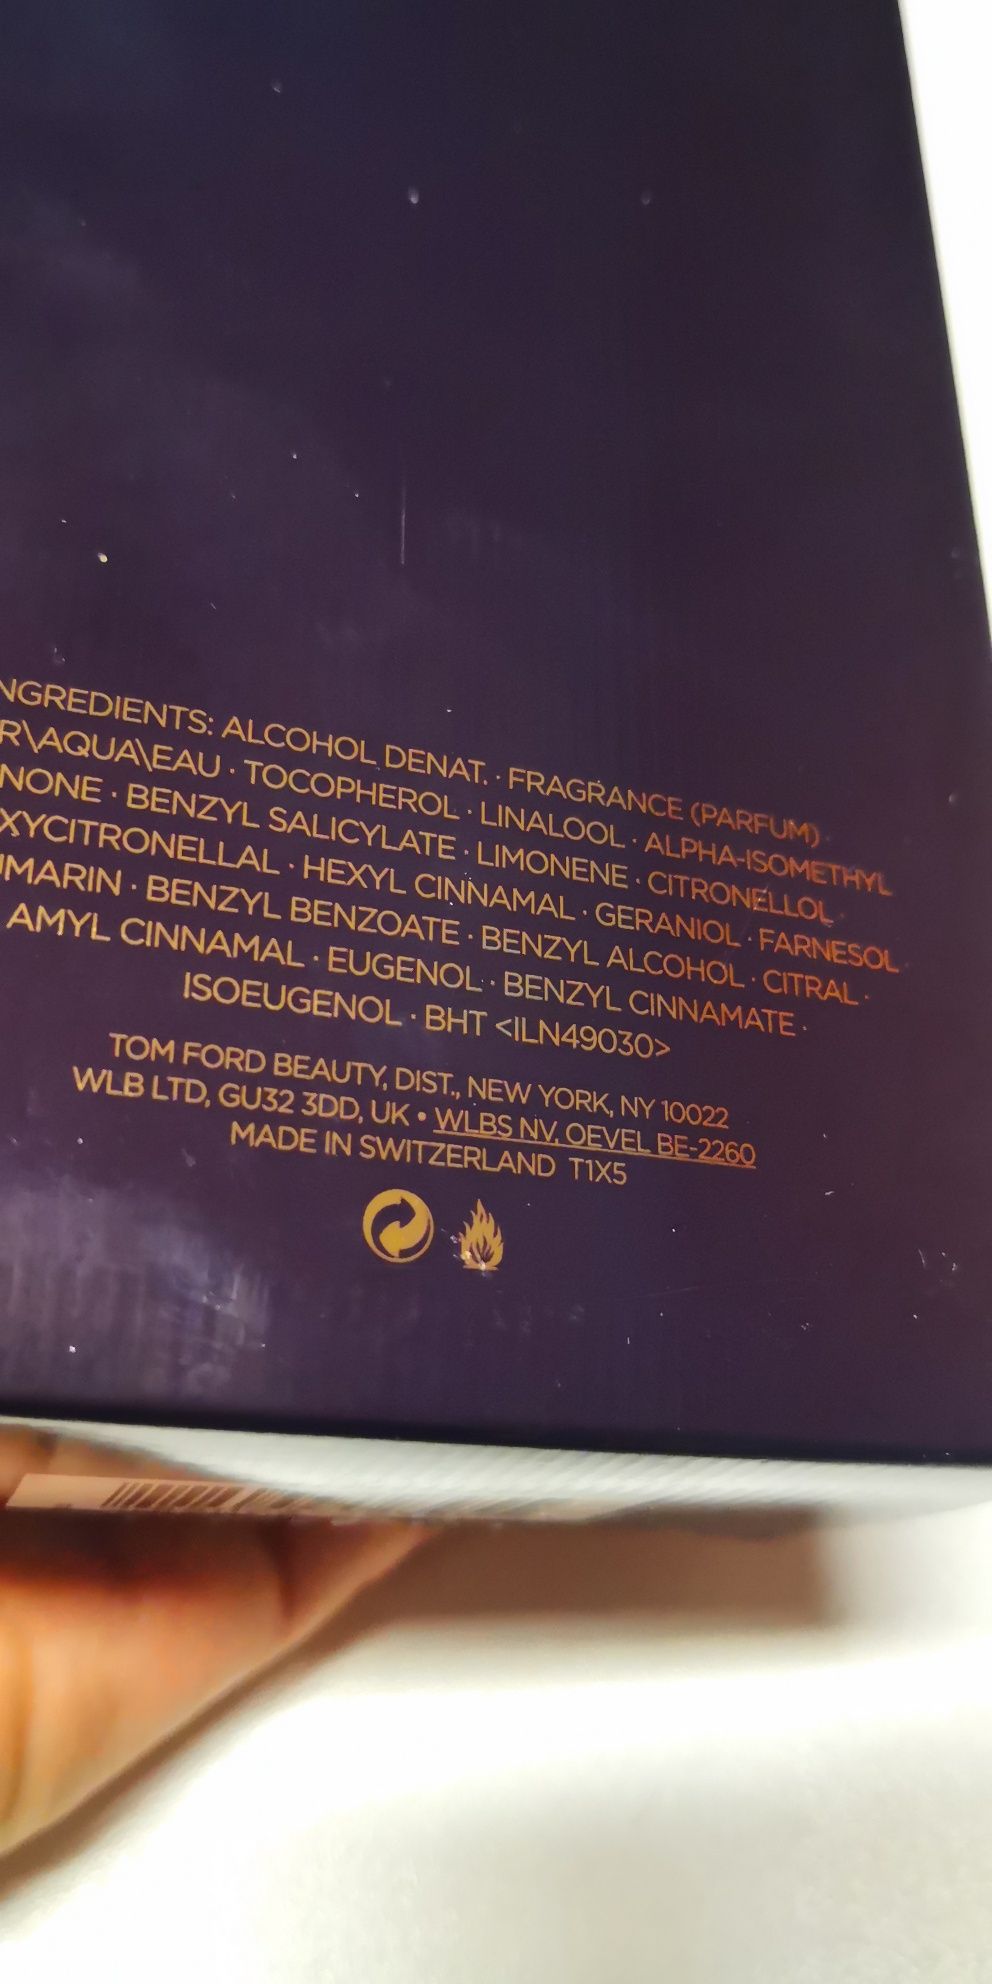 NGREDIENTS: ALCOHOL DENAT. · FRAGRANCE (PARFUM) ·
R\AQUA\EAU · TOCOPHEROL · LINALOOL · ALPHA-ISOMETHYL
NONE · BENZYL SALICYLATE · LIMONENE · CITRONELLOL ·
XYCITRONELLAL · HEXYL CINNAMAL · GERANIOL · FARNESOL ·
UMARIN · BENZYL BENZOATE · BENZYL ALCOHOL · CITRAL ·
AMYL CINNAMAL · EUGENOL · BENZYL CINNAMATE ·
ISOEUGENOL · BHT <ILN49030>
TOM FORD BEAUTY, DIST., NEW YORK, NY 10022
WLB LTD, GU32 3DD, UK • WLBS NV, OEVEL BE-2260
MADE IN SWITZERLAND T1X5